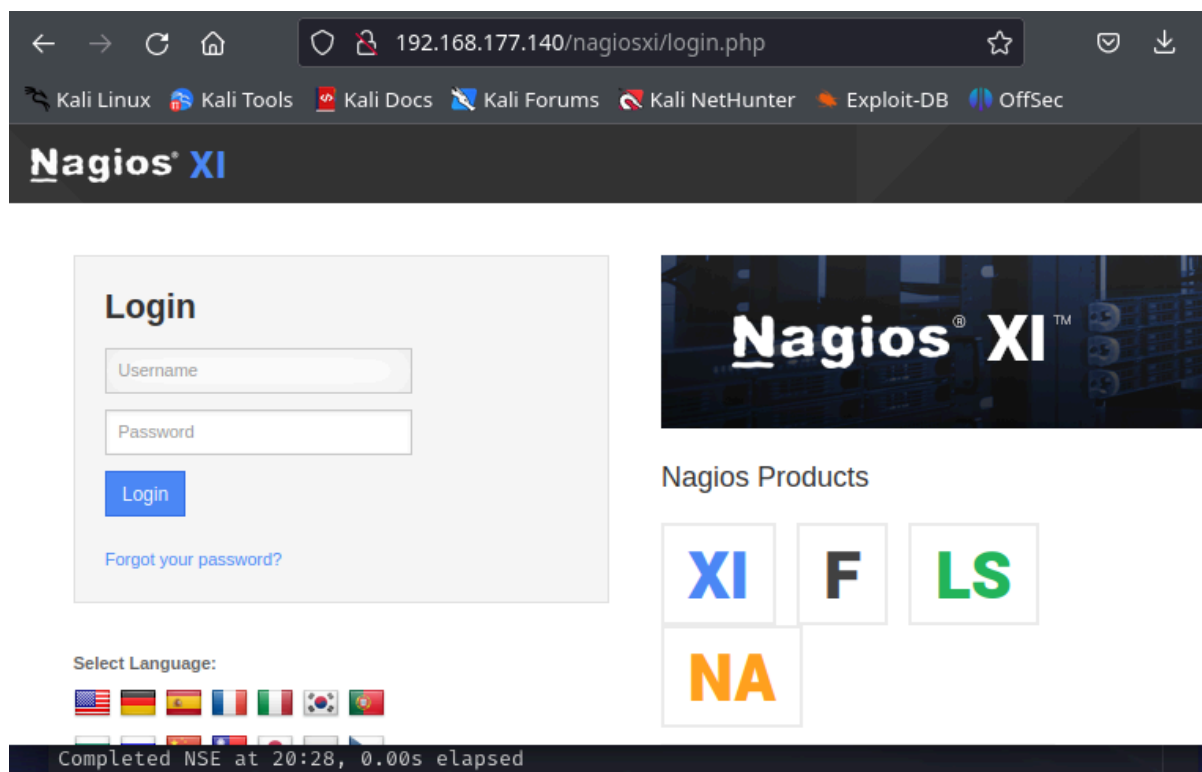 192.168.177.140/nagiosxi/login.php
Kali Linux Kali Tools Kali Docs Kali Forums Kali NetHunter Exploit-DB OffSec
Nagios® XI
Login
Username
Password
Login
Forgot your password?
Select Language:
Nagios® XI™
Nagios Products
XI F LS
NA
Completed NSE at 20:28, 0.00s elapsed